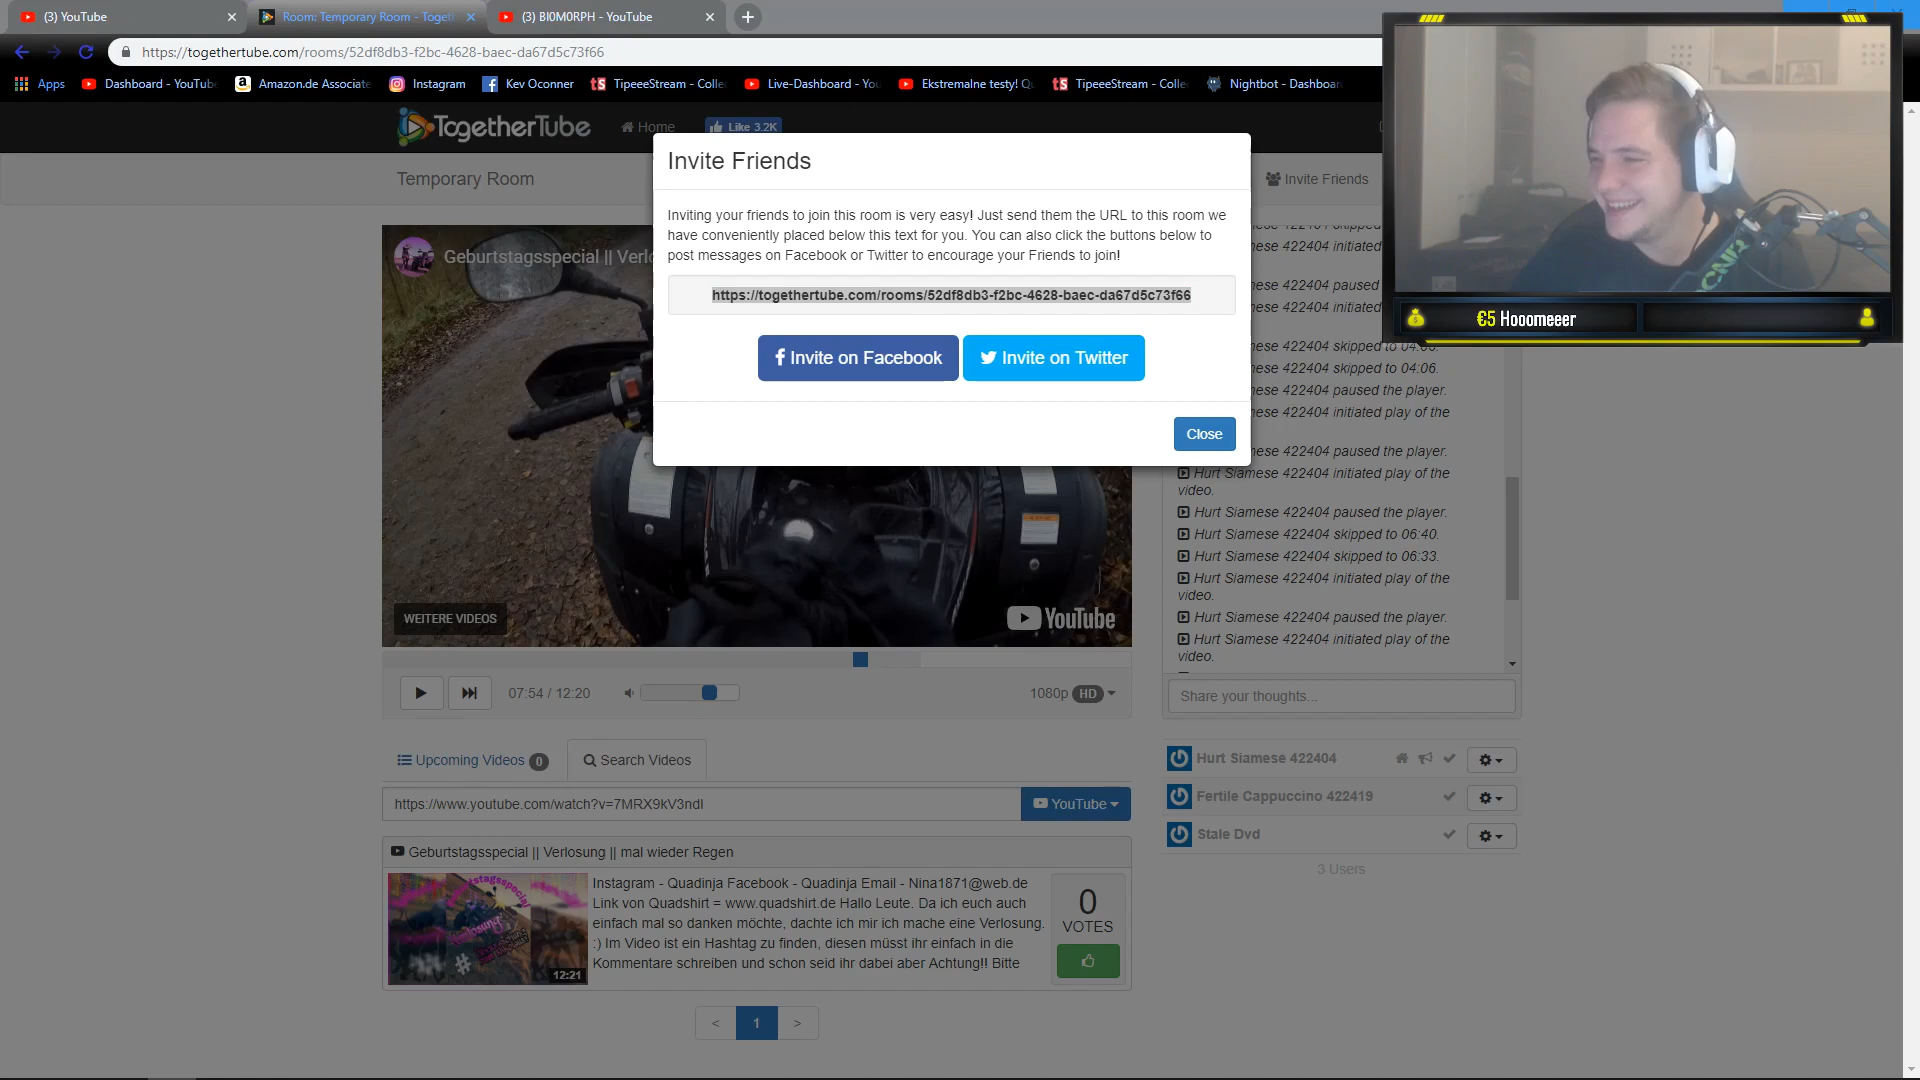 (3) YouTube
Room: Temporary Room - Togeth
(3) BI0M0RPH - YouTube
https://togethertube.com/rooms/52df8db3-f2bc-4628-baec-da67d5c73f66
Apps
Dashboard - YouTube
Amazon.de Associate
Instagram
Kev Oconner
TipeeeStream - Colle
Live-Dashboard - You
Ekstremalne testy! Q
TipeeeStream - Colle
Nightbot - Dashboar
TogetherTube
Home
Like 3.2K
Temporary Room
Invite Friends
Invite Friends
Inviting your friends to join this room is very easy! Just send them the URL to this room we
have conveniently placed below this text for you. You can also click the buttons below to
post messages on Facebook or Twitter to encourage your Friends to join!
https://togethertube.com/rooms/52df8db3-f2bc-4628-baec-da67d5c73f66
Invite on Facebook
Invite on Twitter
Close
€5 Hooomeeer
Geburtstagsspecial || Verlo
WEITERE VIDEOS
YouTube
07:54 / 12:20
1080p HD
ese 422404 initiated
ese 422404 paused
ese 422404 initiated
ese 422404 skipped to 04:06.
ese 422404 skipped to 04:06.
ese 422404 paused the player.
ese 422404 initiated play of the
ese 422404 paused the player.
Hurt Siamese 422404 initiated play of the
video.
Hurt Siamese 422404 paused the player.
Hurt Siamese 422404 skipped to 06:40.
Hurt Siamese 422404 skipped to 06:33.
Hurt Siamese 422404 initiated play of the
video.
Hurt Siamese 422404 paused the player.
Hurt Siamese 422404 initiated play of the
video.
Share your thoughts...
Hurt Siamese 422404
Fertile Cappuccino 422419
Stale Dvd
3 Users
Upcoming Videos 0
Search Videos
https://www.youtube.com/watch?v=7MRX9kV3ndI
YouTube
Geburtstagsspecial || Verlosung || mal wieder Regen
Instagram - Quadinja Facebook - Quadinja Email - Nina1871@web.de
Link von Quadshirt = www.quadshirt.de Hallo Leute. Da ich euch auch
einfach mal so danken möchte, dachte ich mir ich mache eine Verlosung.
:) Im Video ist ein Hashtag zu finden, diesen müsst ihr einfach in die
Kommentare schreiben und schon seid ihr dabei aber Achtung!! Bitte
12:21
0
VOTES
< 1 >